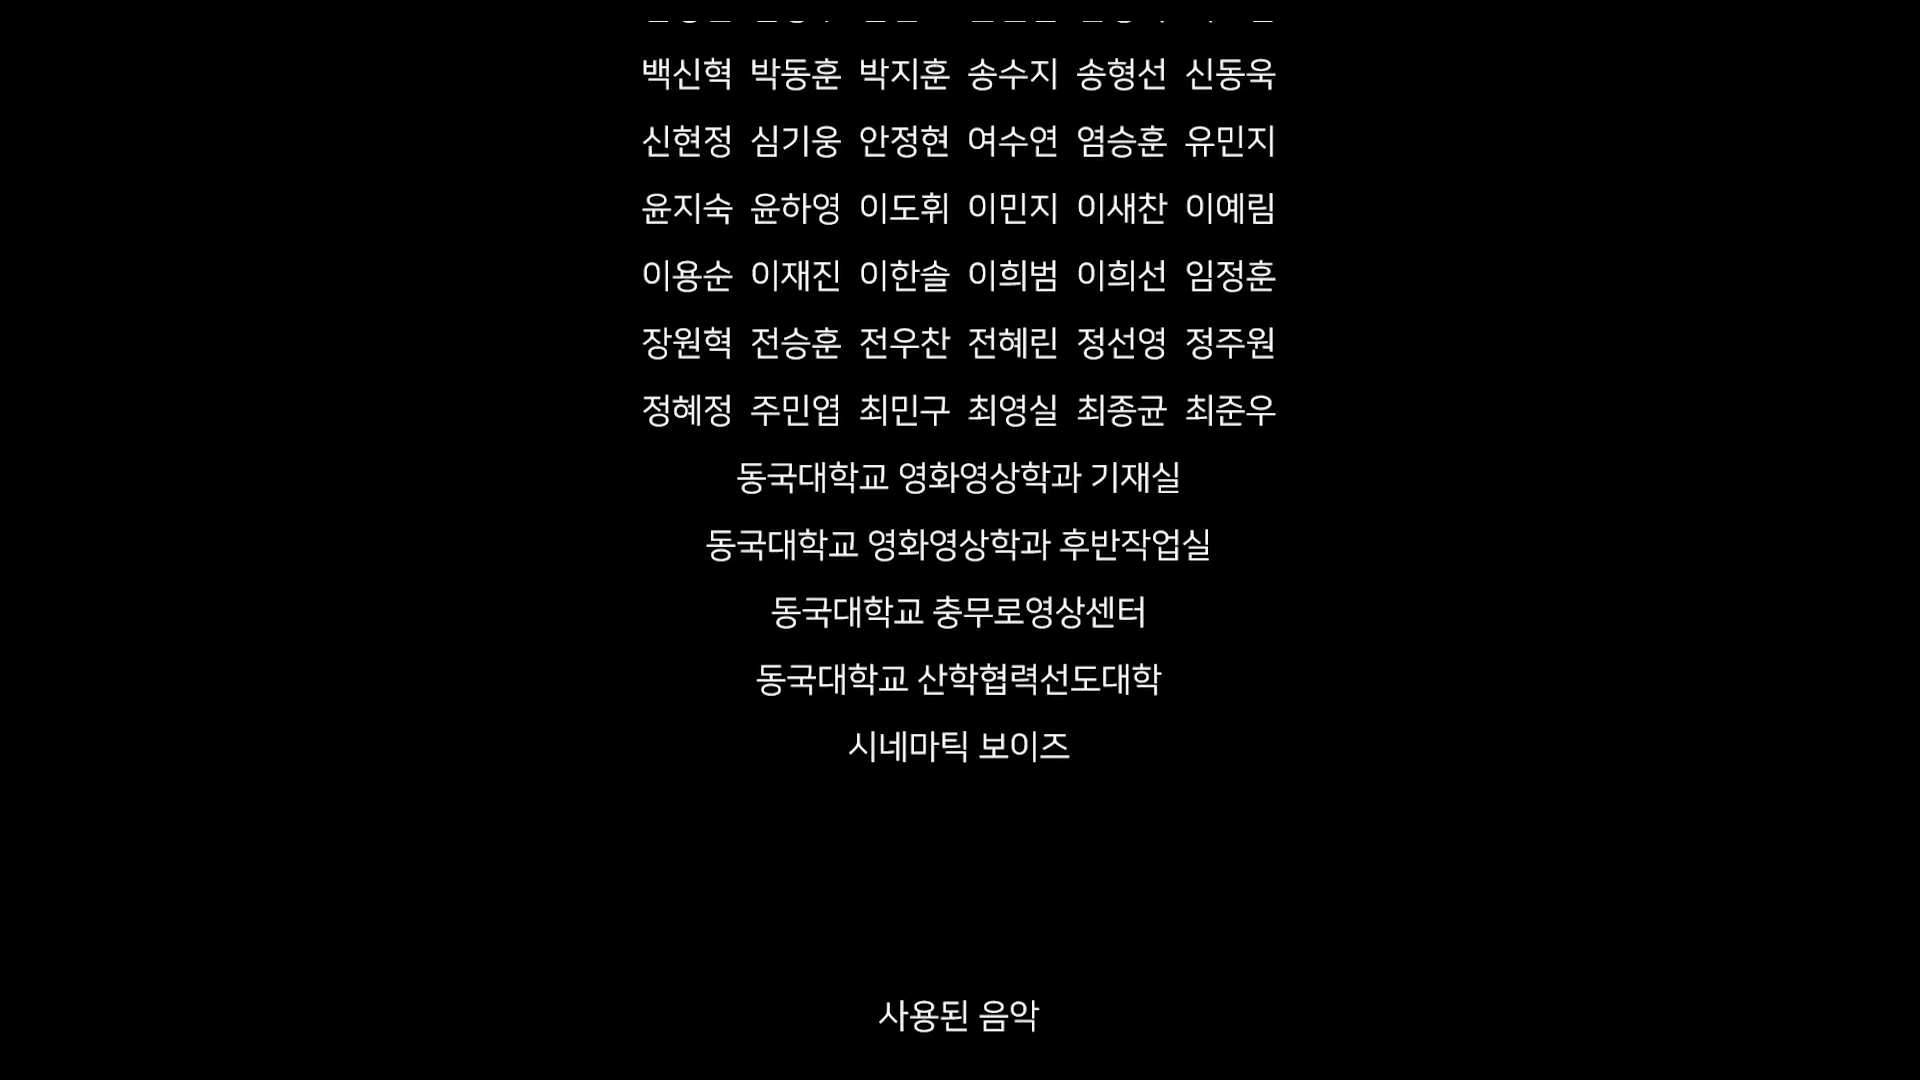 백신혁 박동훈 박지훈 송수지 송형선 신동욱
신현정 심기웅 안정현 여수연 염승훈 유민지
윤지숙 윤하영 이도휘 이민지 이새찬 이예림
이용순 이재진 이한솔 이희범 이희선 임정훈
장원혁 전승훈 전우찬 전혜린 정선영 정주원
정혜정 주민엽 최민구 최영실 최종균 최준우
동국대학교 영화영상학과 기재실
동국대학교 영화영상학과 후반작업실
동국대학교 충무로영상센터
동국대학교 산학협력선도대학
시네마틱 보이즈
사용된 음악